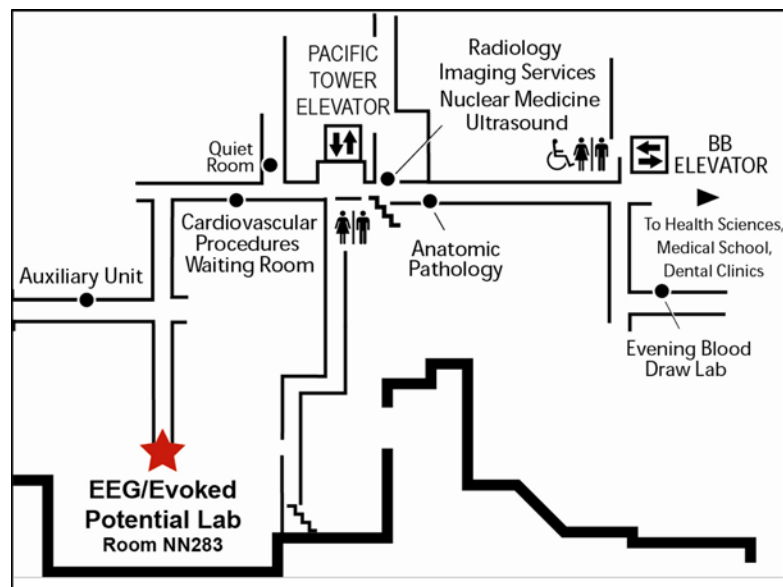 PACIFIC
TOWER
ELEVATOR
Radiology
Imaging Services
Nuclear Medicine
Ultrasound
Quiet
Room
BB
ELEVATOR
Cardiovascular
Procedures
Waiting Room
Anatomic
Pathology
To Health Sciences,
Medical School,
Dental Clinics
Auxiliary Unit
Evening Blood
Draw Lab
EEG/Evoked
Potential Lab
Room NN283